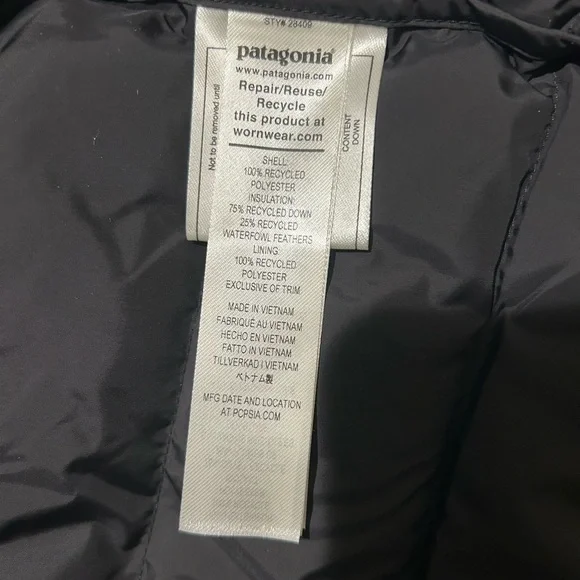 STY# 28409
patagonia®
www.patagonia.com
Repair/Reuse/
Recycle
this product at
wornwear.com
SHELL:
100% RECYCLED
POLYESTER
INSULATION:
75% RECYCLED DOWN
25% RECYCLED
WATERFOWL FEATHERS
LINING
100% RECYCLED
POLYESTER
EXCLUSIVE OF TRIM.
MADE IN VIETNAM
FABRIQUÉ AU VIETNAM
HECHO EN VIETNAM
FATTO IN VIETNAM
TILLVERKAD I VIETNAM
ベトナム製
MFG DATE AND LOCATION
AT PCPSIA.COM
Not to be removed until
CONTENT
DOWN